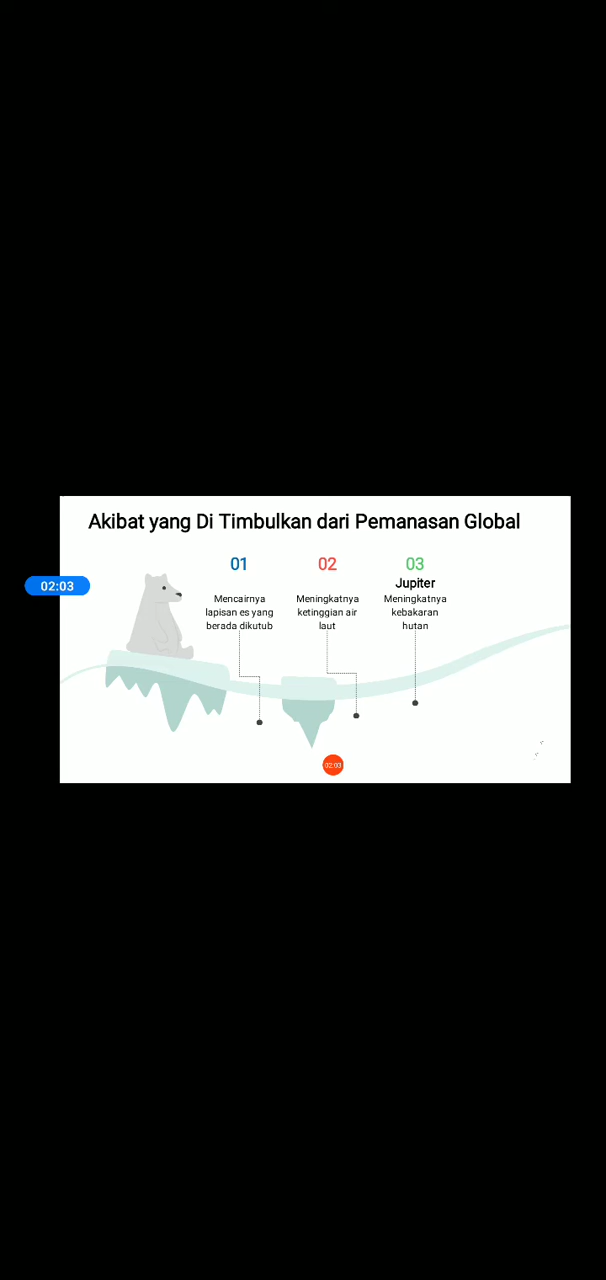 Akibat yang Di Timbulkan dari Pemanasan Global
01
02
03
02:03
Jupiter
Mencairnya
lapisan es yang
berada dikutub
Meningkatnya
ketinggian air
laut
Meningkatnya
kebakaran
hutan
02:03